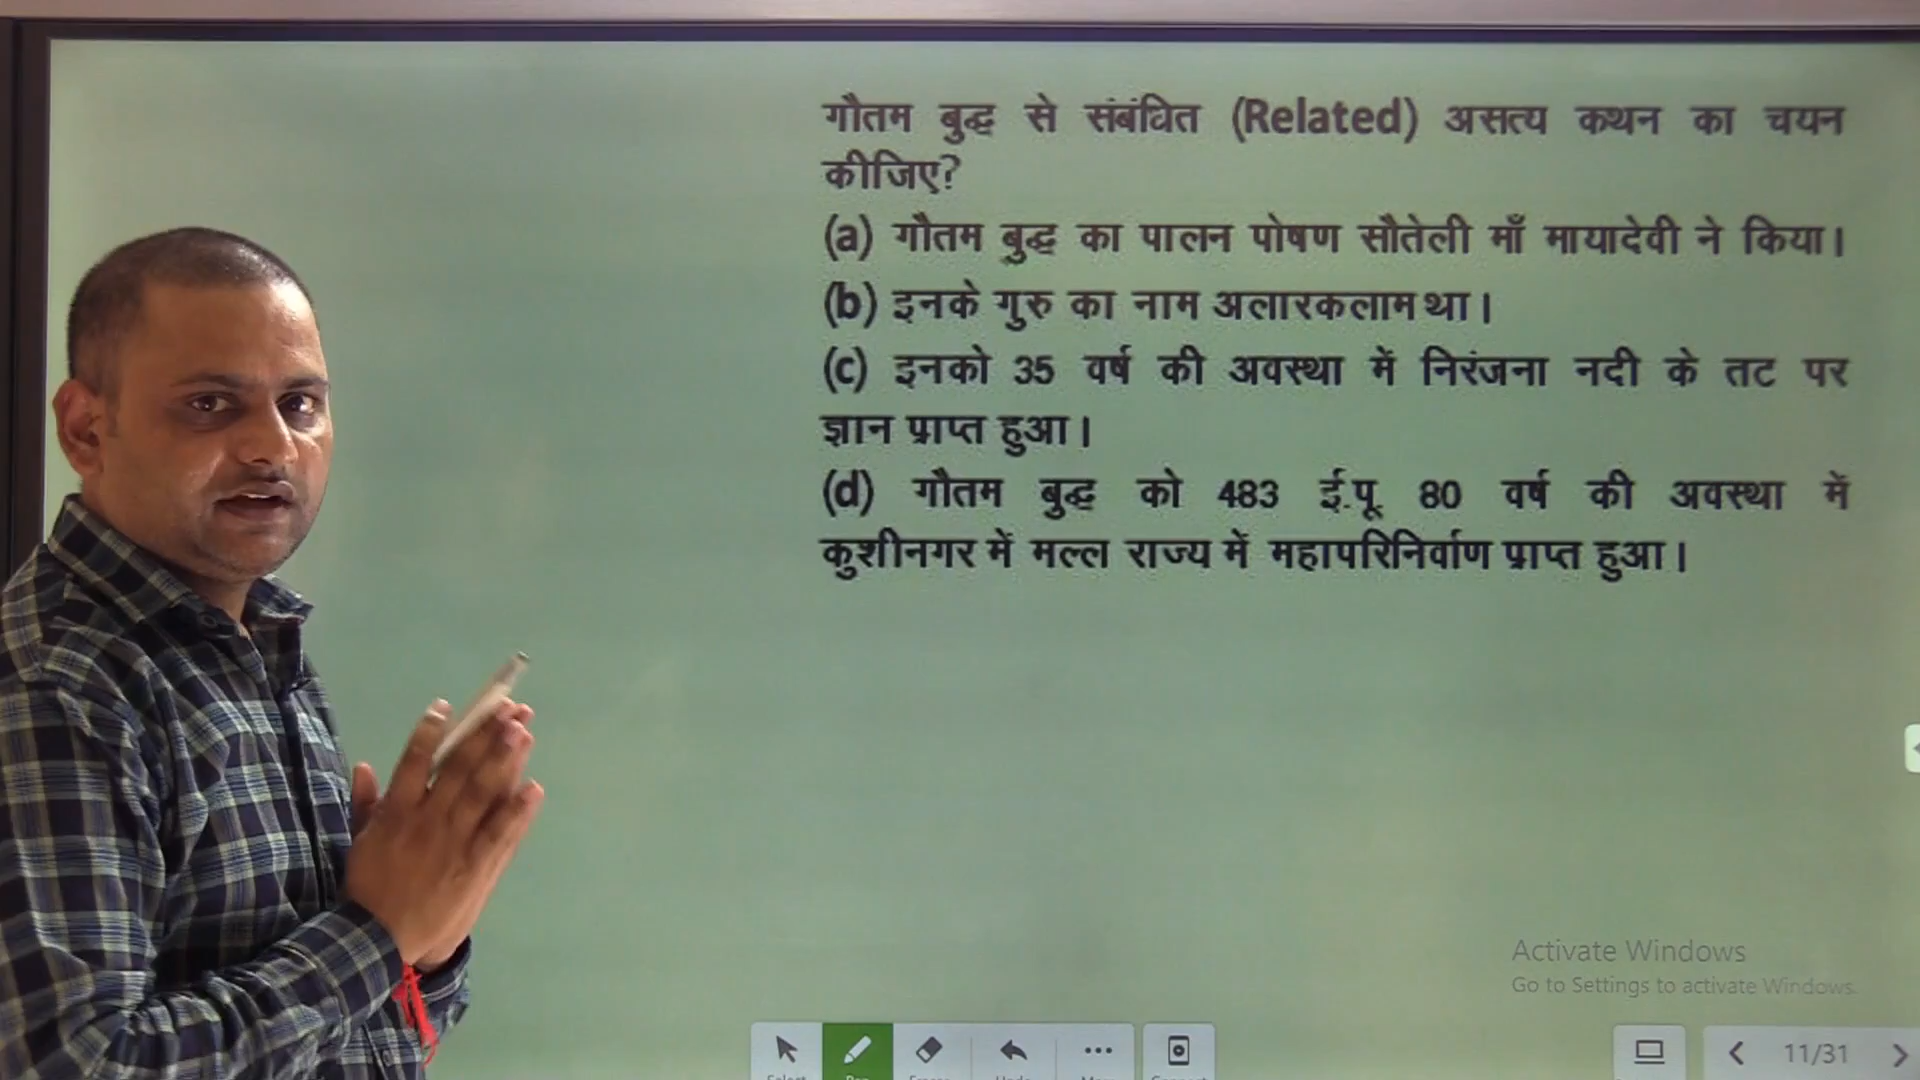 गौतम बुद्ध से संबंधित (Related) असत्य कथन का चयन
कीजिए?
(a) गौतम बुद्ध का पालन पोषण सौतेली माँ मायादेवी ने किया।
(b) इनके गुरु का नाम अलारकलाम था।
(c) इनको 35 वर्ष की अवस्था में निरंजना नदी के तट पर
ज्ञान प्राप्त हुआ।
(d) गौतम बुद्ध को 483 ई.पू. 80 वर्ष की अवस्था में
कुशीनगर में मल्ल राज्य में महापरिनिर्वाण प्राप्त हुआ।
Activate Windows
Go to Settings to activate Windows.
11/31